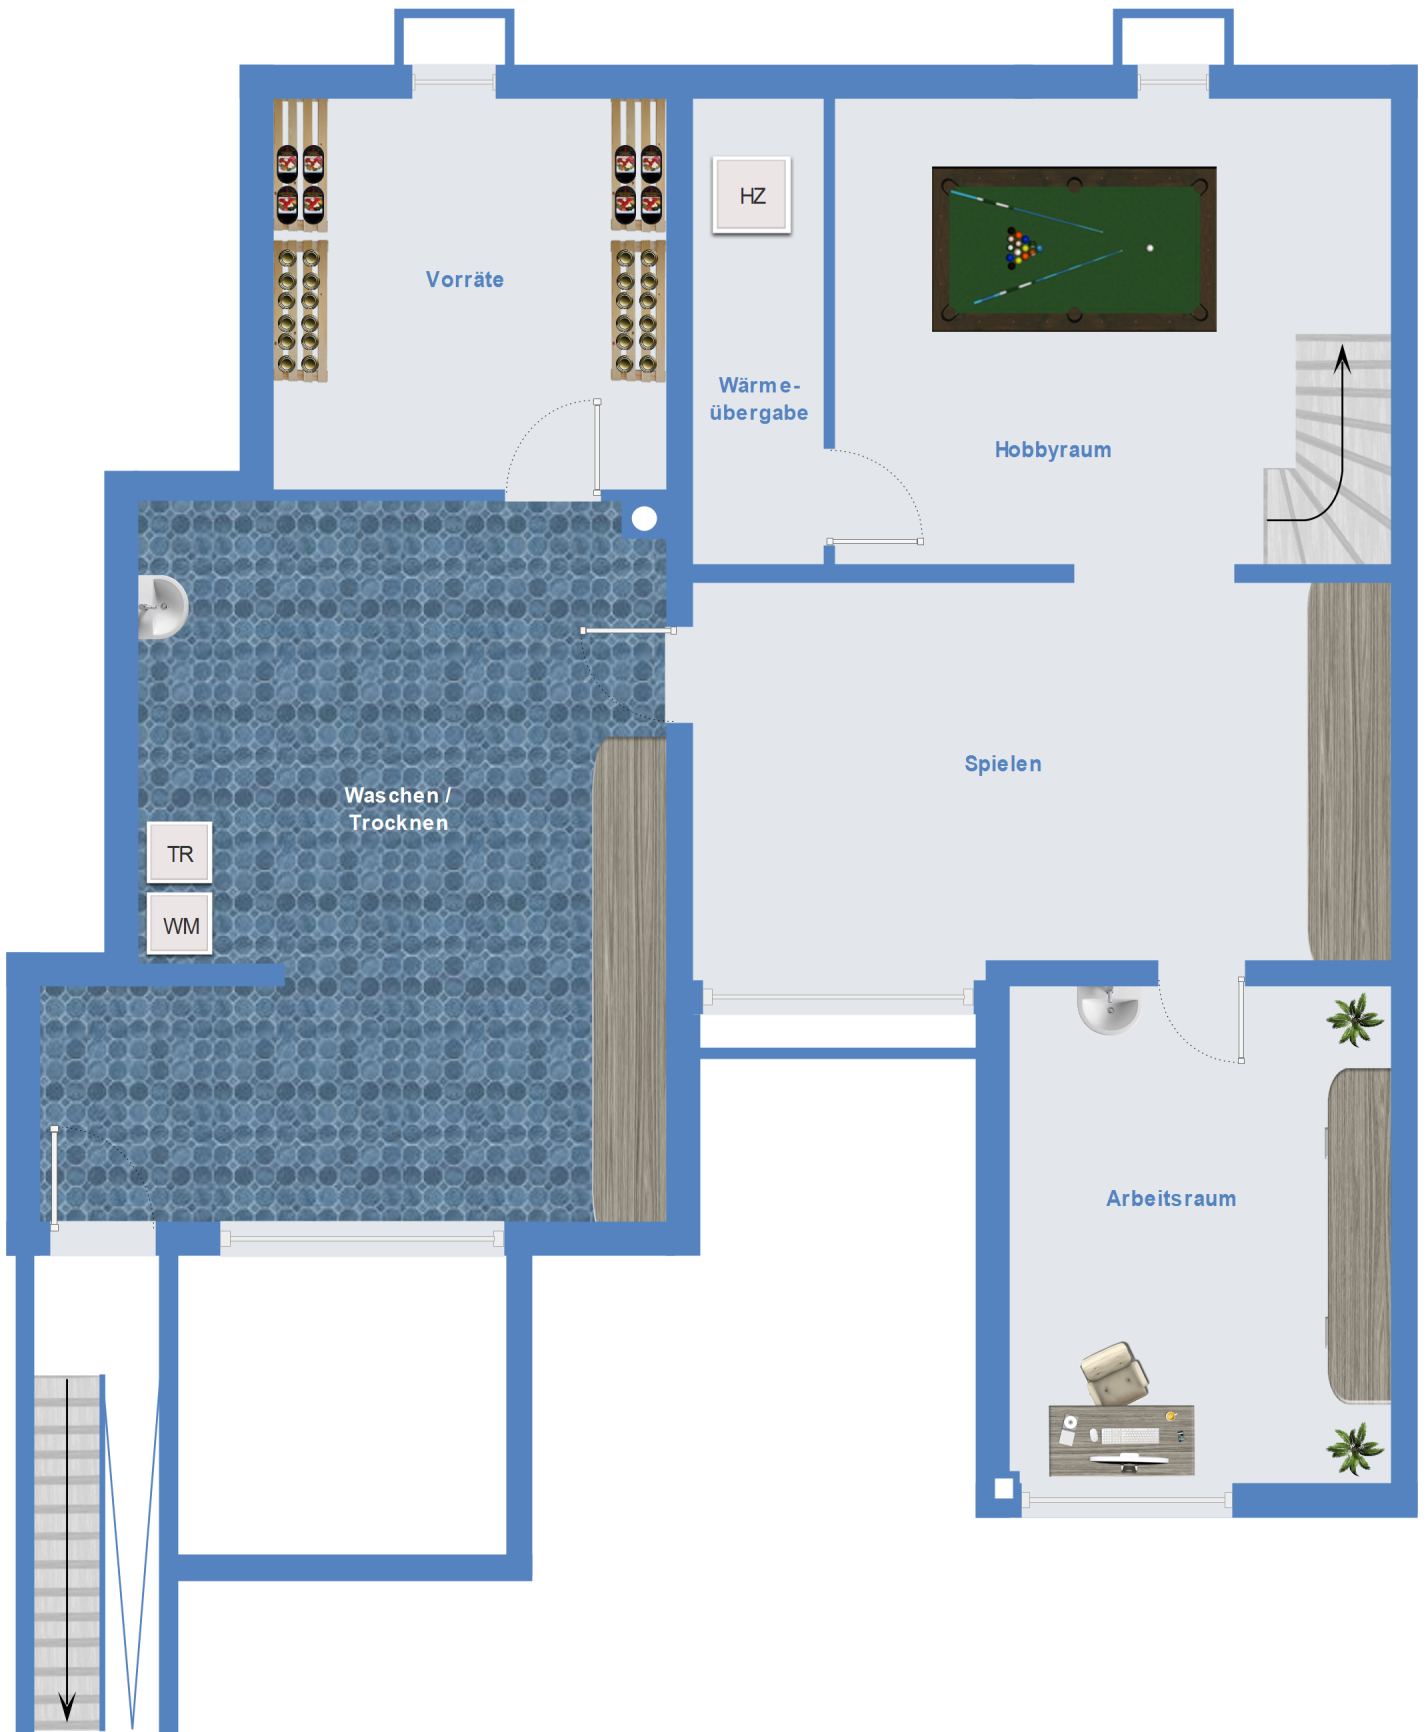 HZ
Vorräte
Wärme-
übergabe
Hobbyraum
Spielen
Waschen /
Trocknen
TR
WM
Arbeitsraum